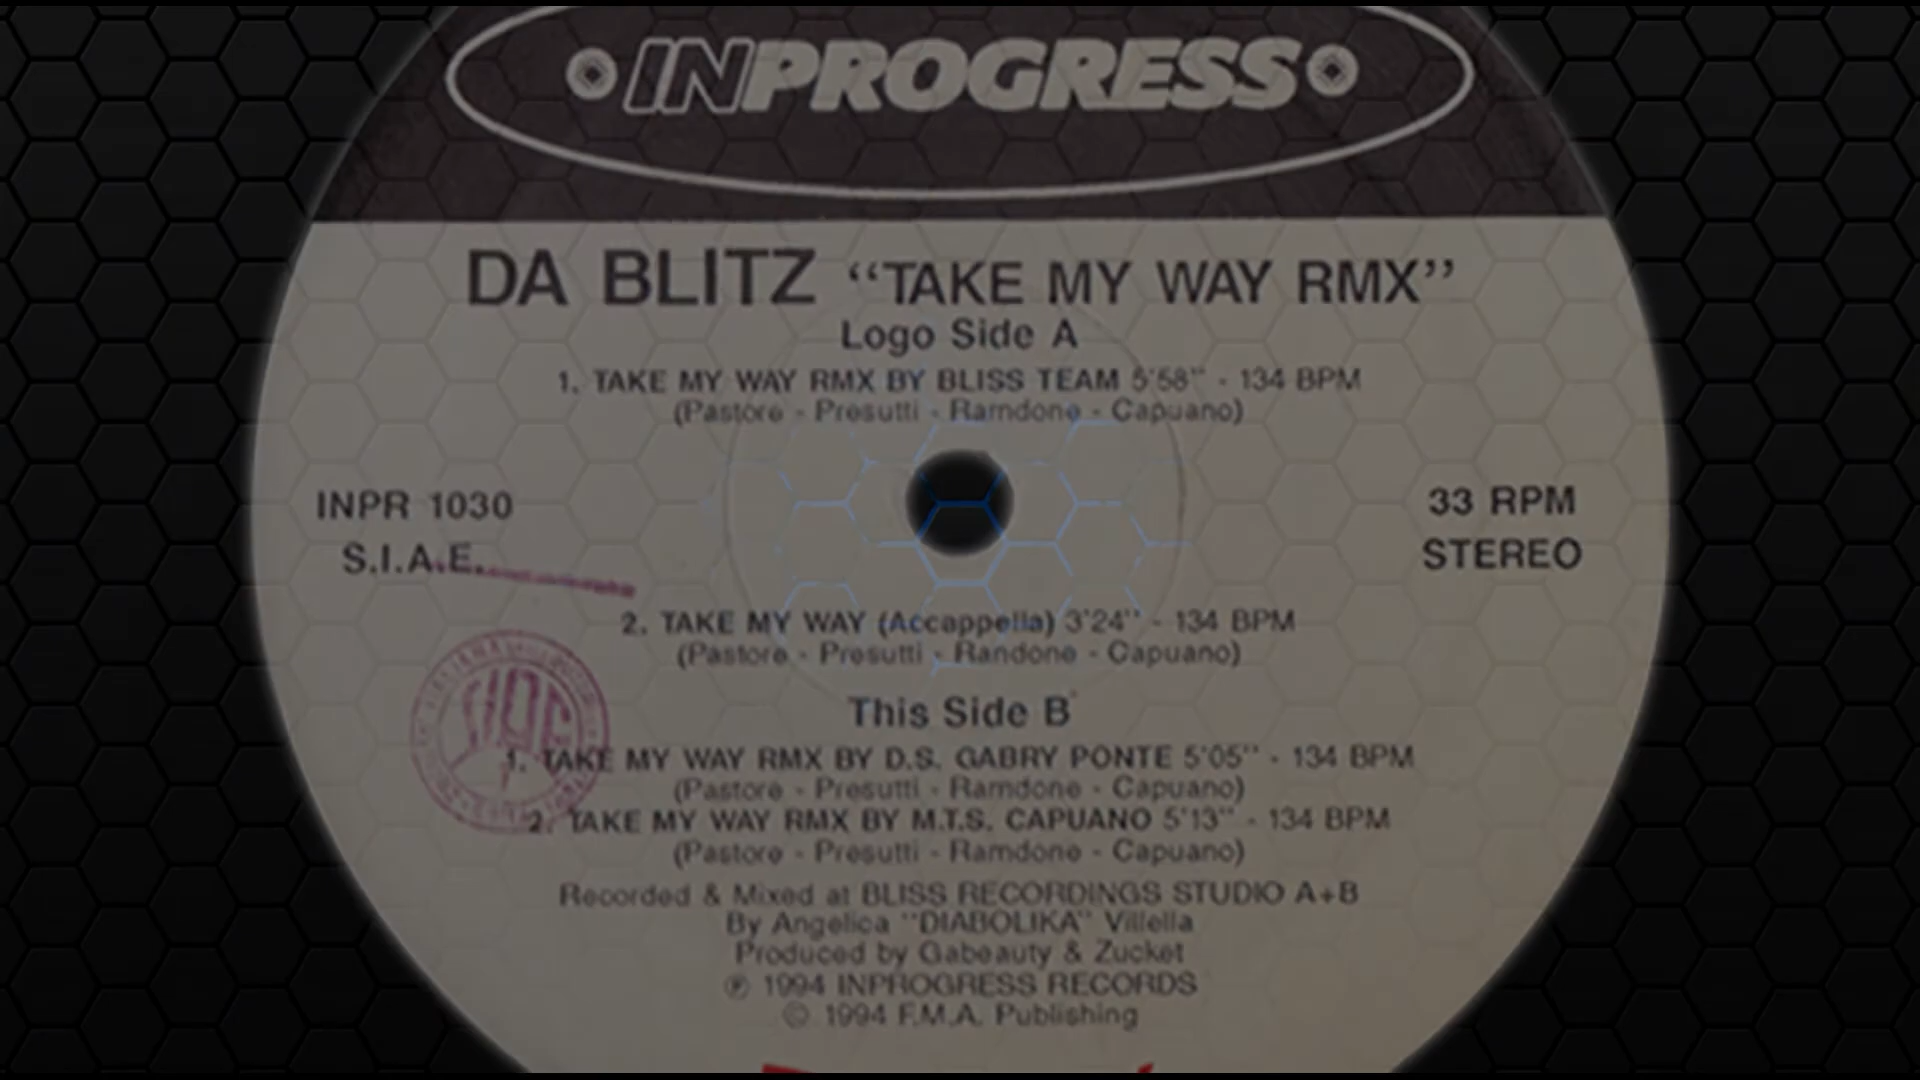 INPROGRESS
DA BLITZ “TAKE MY WAY RMX”
Logo Side A
1. TAKE MY WAY RMX BY BLISS TEAM 5'58" - 134 BPM
(Pastore - Presutti - Ramdone - Capuano)
INPR 1030
33 RPM
S.I.A.E.
STEREO
2. TAKE MY WAY (Accappella) 3'24" - 134 BPM
(Pastore - Presutti - Randone - Capuano)
This Side B
SIAE
1. TAKE MY WAY RMX BY D.S. GABRY PONTE 5'05" - 134 BPM
(Pastore - Presutti - Ramdone - Capuano)
2. TAKE MY WAY RMX BY M.T.S. CAPUANO 5'13" - 134 BPM
(Pastore - Presutti - Ramdone - Capuano)
Recorded & Mixed at BLISS RECORDINGS STUDIO A+B
By Angelica "DIABOLIKA" Villella
Produced by Gabeauty & Zucket
℗ 1994 INPROGRESS RECORDS
© 1994 F.M.A. Publishing